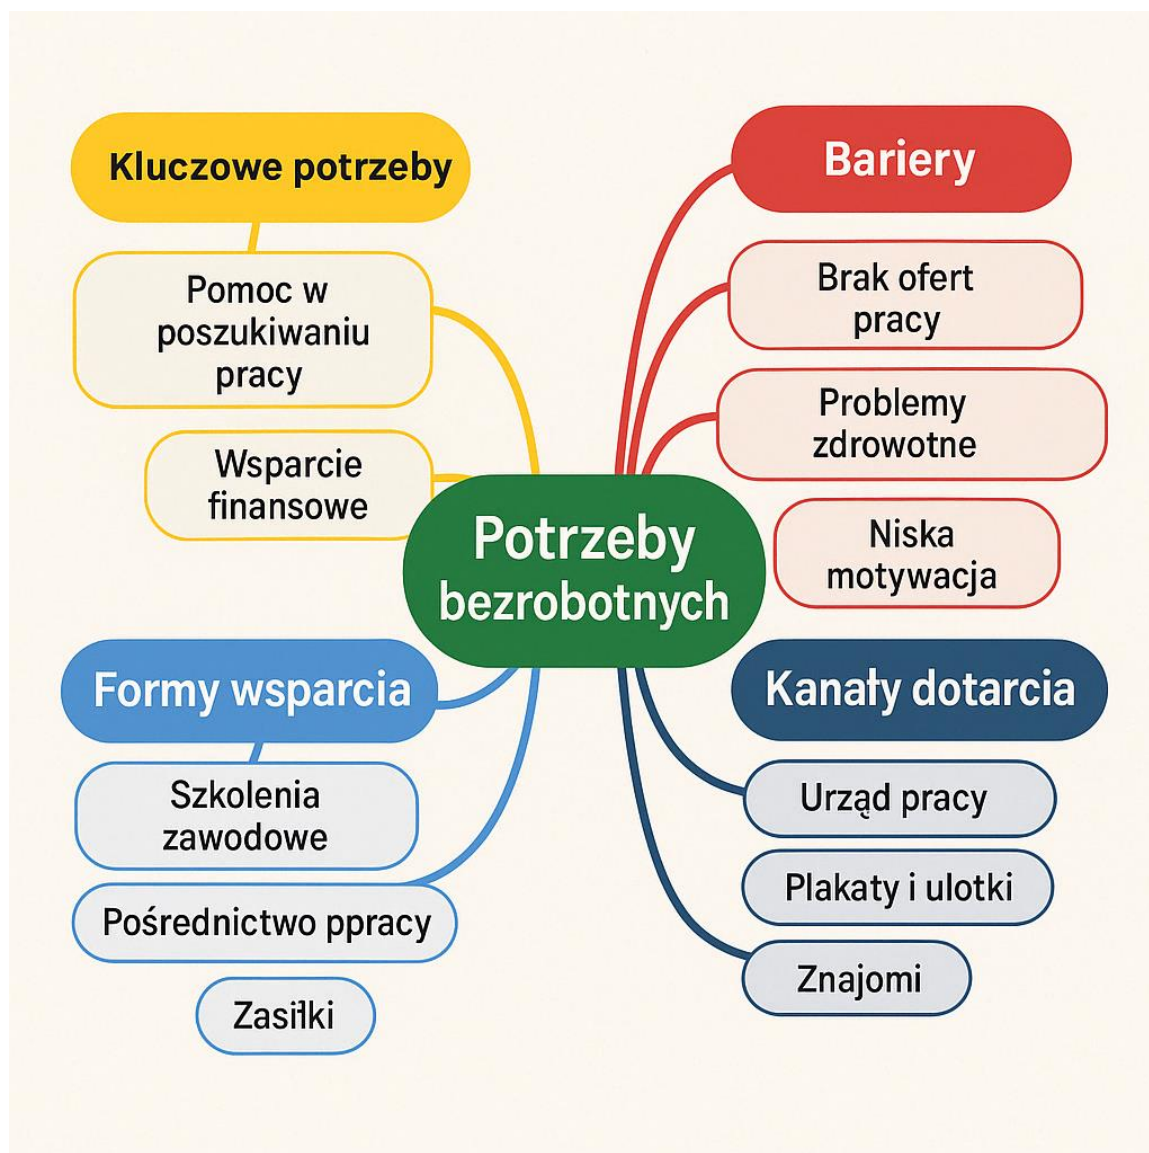 Kluczowe potrzeby
Pomoc w
poszukiwaniu
pracy
Wsparcie
finansowe
Potrzeby
bezrobotnych
Bariery
Brak ofert
pracy
Problemy
zdrowotne
Niska
motywacja
Formy wsparcia
Szkolenia
zawodowe
Pośrednictwo ppracy
Zasiłki
Kanały dotarcia
Urząd pracy
Plakaty i ulotki
Znajomi